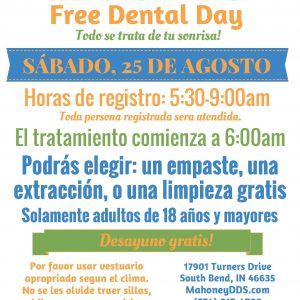 Free Dental Day
Todo se trata de tu sonrisa!
SÁBADO, 25 DE AGOSTO
Horas de registro: 5:30-9:00am
Toda persona registrada sera atendida.
El tratamiento comienza a 6:00am
Podrás elegir: un empaste, una
extracción, o una limpieza gratis
Solamente adultos de 18 años y mayores
Desayuno gratis!
Por favor usar vestuario
apropriado segun el clima.
No se les olvide traer sillas,
17901 Turners Drive
South Bend, IN 46635
MahoneyDDS.com